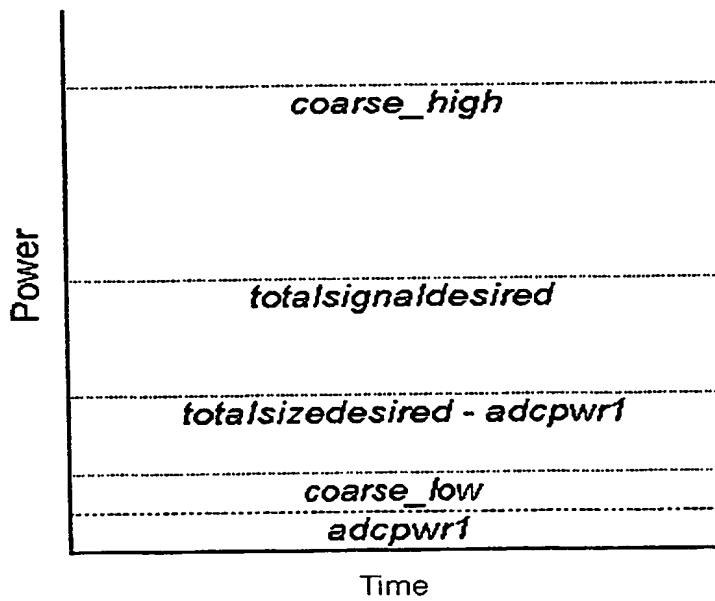 coarse_high
Power
totalsignaldesired
totalsizedesired - adcpwr1
coarse_low
adcpwr1
Time